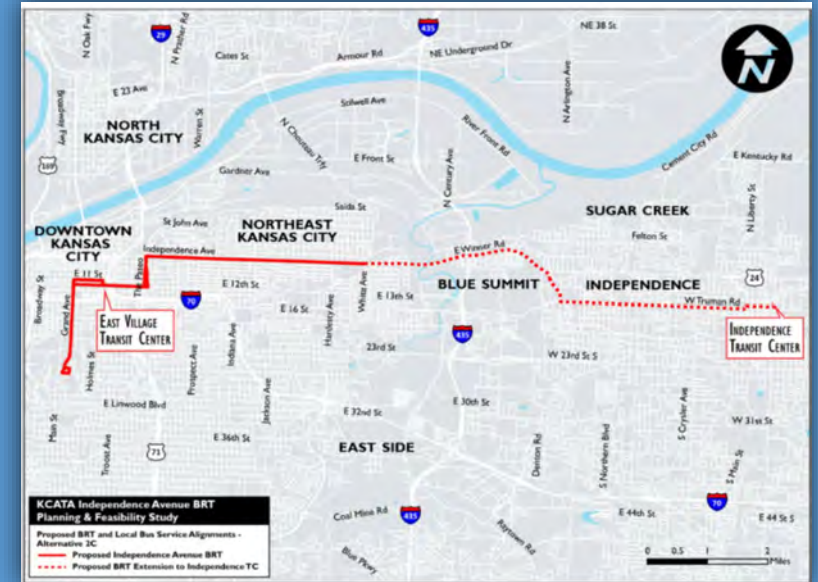 NE 38 St
N Oak Fwy
N Prather Rd
29
435
Cates St
Armour Rd
NE Underground Dr
N
Broadway Fwy
E 23 Ave
Stilwell Ave
N Arlington Ave
NORTH
KANSAS CITY
Warren St
N Chouteau Trfy
River Front Rd
Cement City Rd
169
E Front St
N Century Ave
E Kentucky Rd
Gardner Ave
N Liberty St
Saida St
SUGAR CREEK
St John Ave
NORTHEAST
KANSAS CITY
DOWNTOWN
KANSAS
CITY
Independence Ave
Felton St
E Winner Rd
24
E 11 St
The Paseo
E 12th St
White Ave
E 13th St
BLUE SUMMIT
INDEPENDENCE
Broadway St
Grand Ave
70
W Truman Rd
EAST VILLAGE
TRANSIT CENTER
E 16 St
Hardesty Ave
INDEPENDENCE
TRANSIT CENTER
435
Holmes St
Prospect Ave
Indiana Ave
23rd St
W 23rd St S
Main St
E Linwood Blvd
Jackson Ave
E 32nd St
E 30th St
S Crysler Ave
W 31st St
Troost Ave
71
E 36th St
EAST SIDE
Denton Rd
S Northern Blvd
S Main St
70
KCATA Independence Avenue BRT
Planning & Feasibility Study
Coal Mine Rd
435
Raytown Rd
E 44th St
E 44 St S
Proposed BRT and Local Bus Service Alignments -
Alternative 2C
Proposed Independence Avenue BRT
Proposed BRT Extension to Independence TC
Blue Pkwy
0 0.5 1 2
Miles